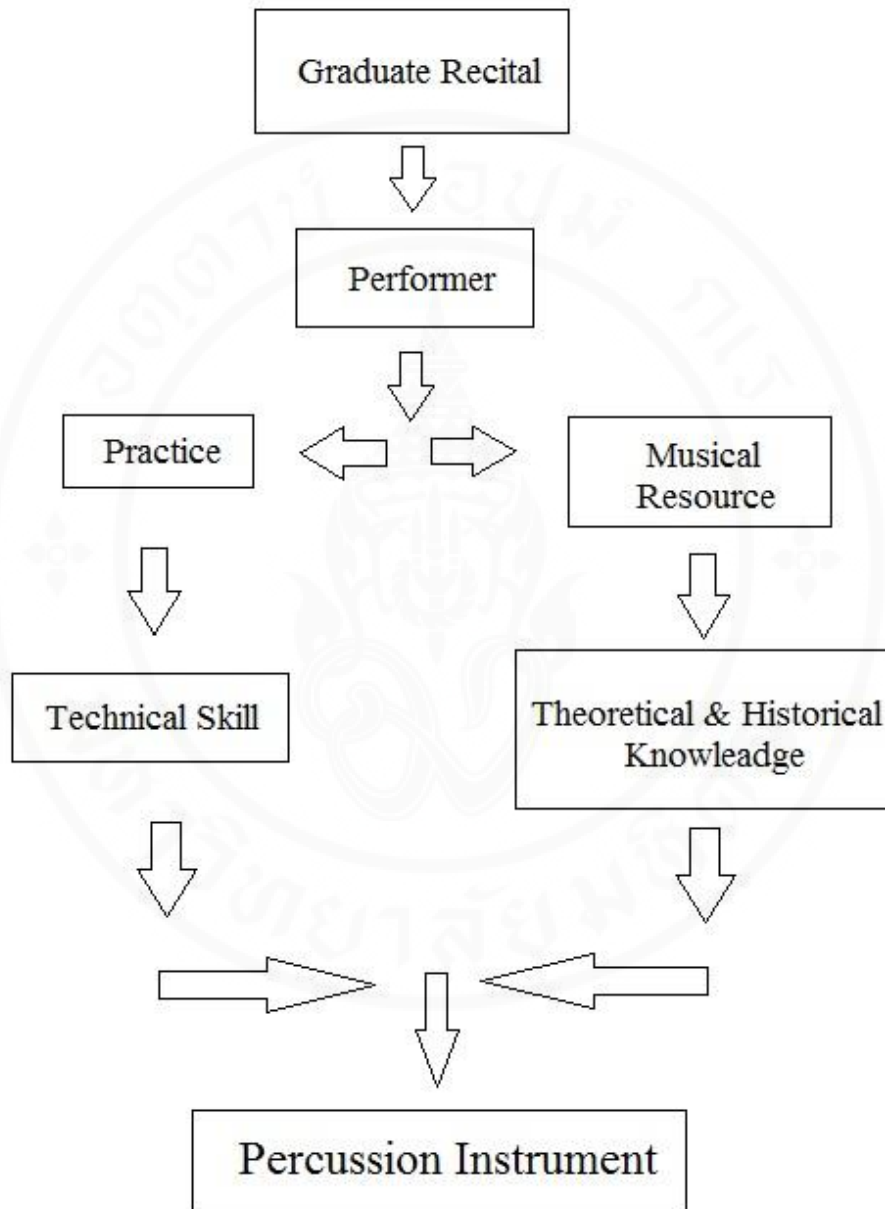 Graduate Recital
Performer
Practice
Musical
Resource
Technical Skill
Theoretical & Historical
Knowleadge
Percussion Instrument